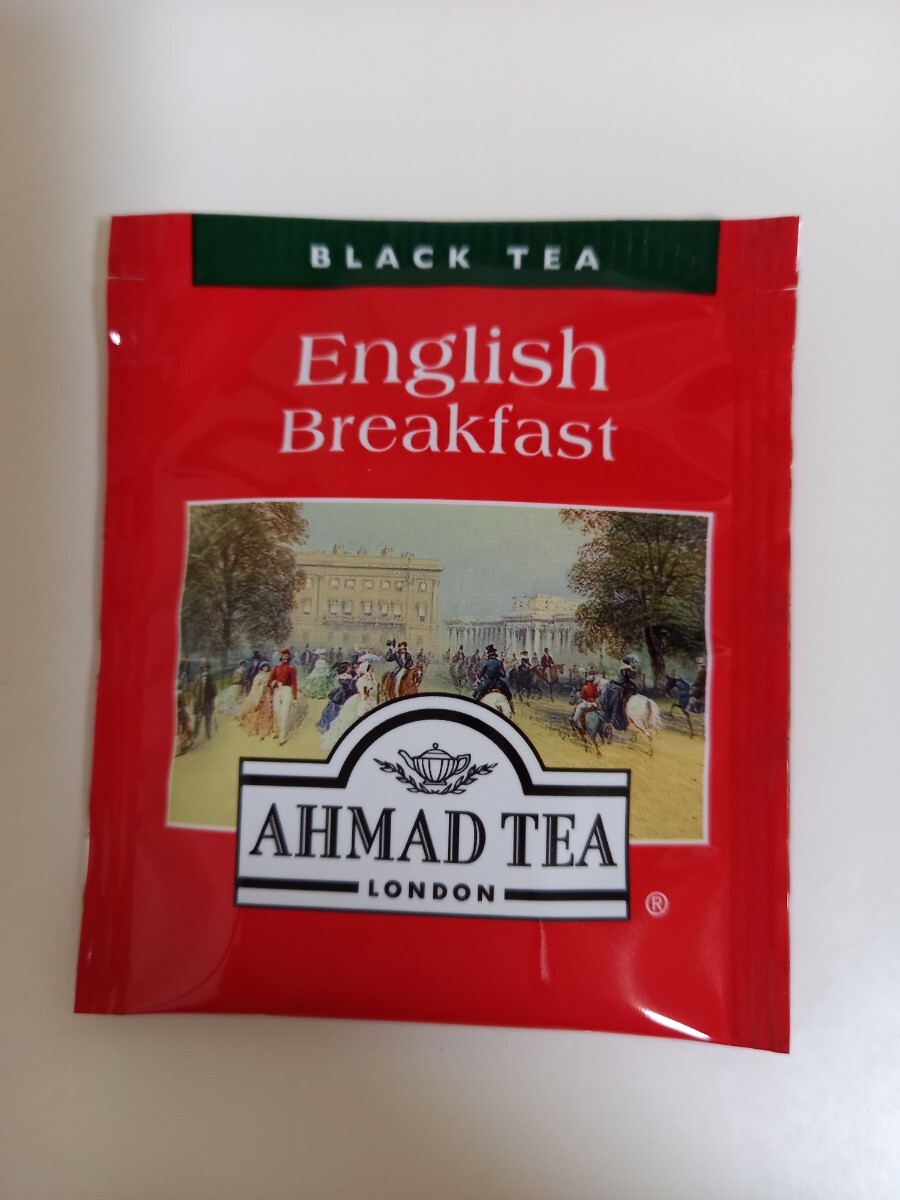 BLACK TEA
English
Breakfast
AHMAD TEA
LONDON
®